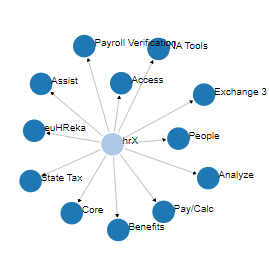 Payroll Verification
IA Tools
Assist
Access
Exchange 3
euHReka
hrX
People
State Tax
Analyze
Core
Pay/Calc
Benefits